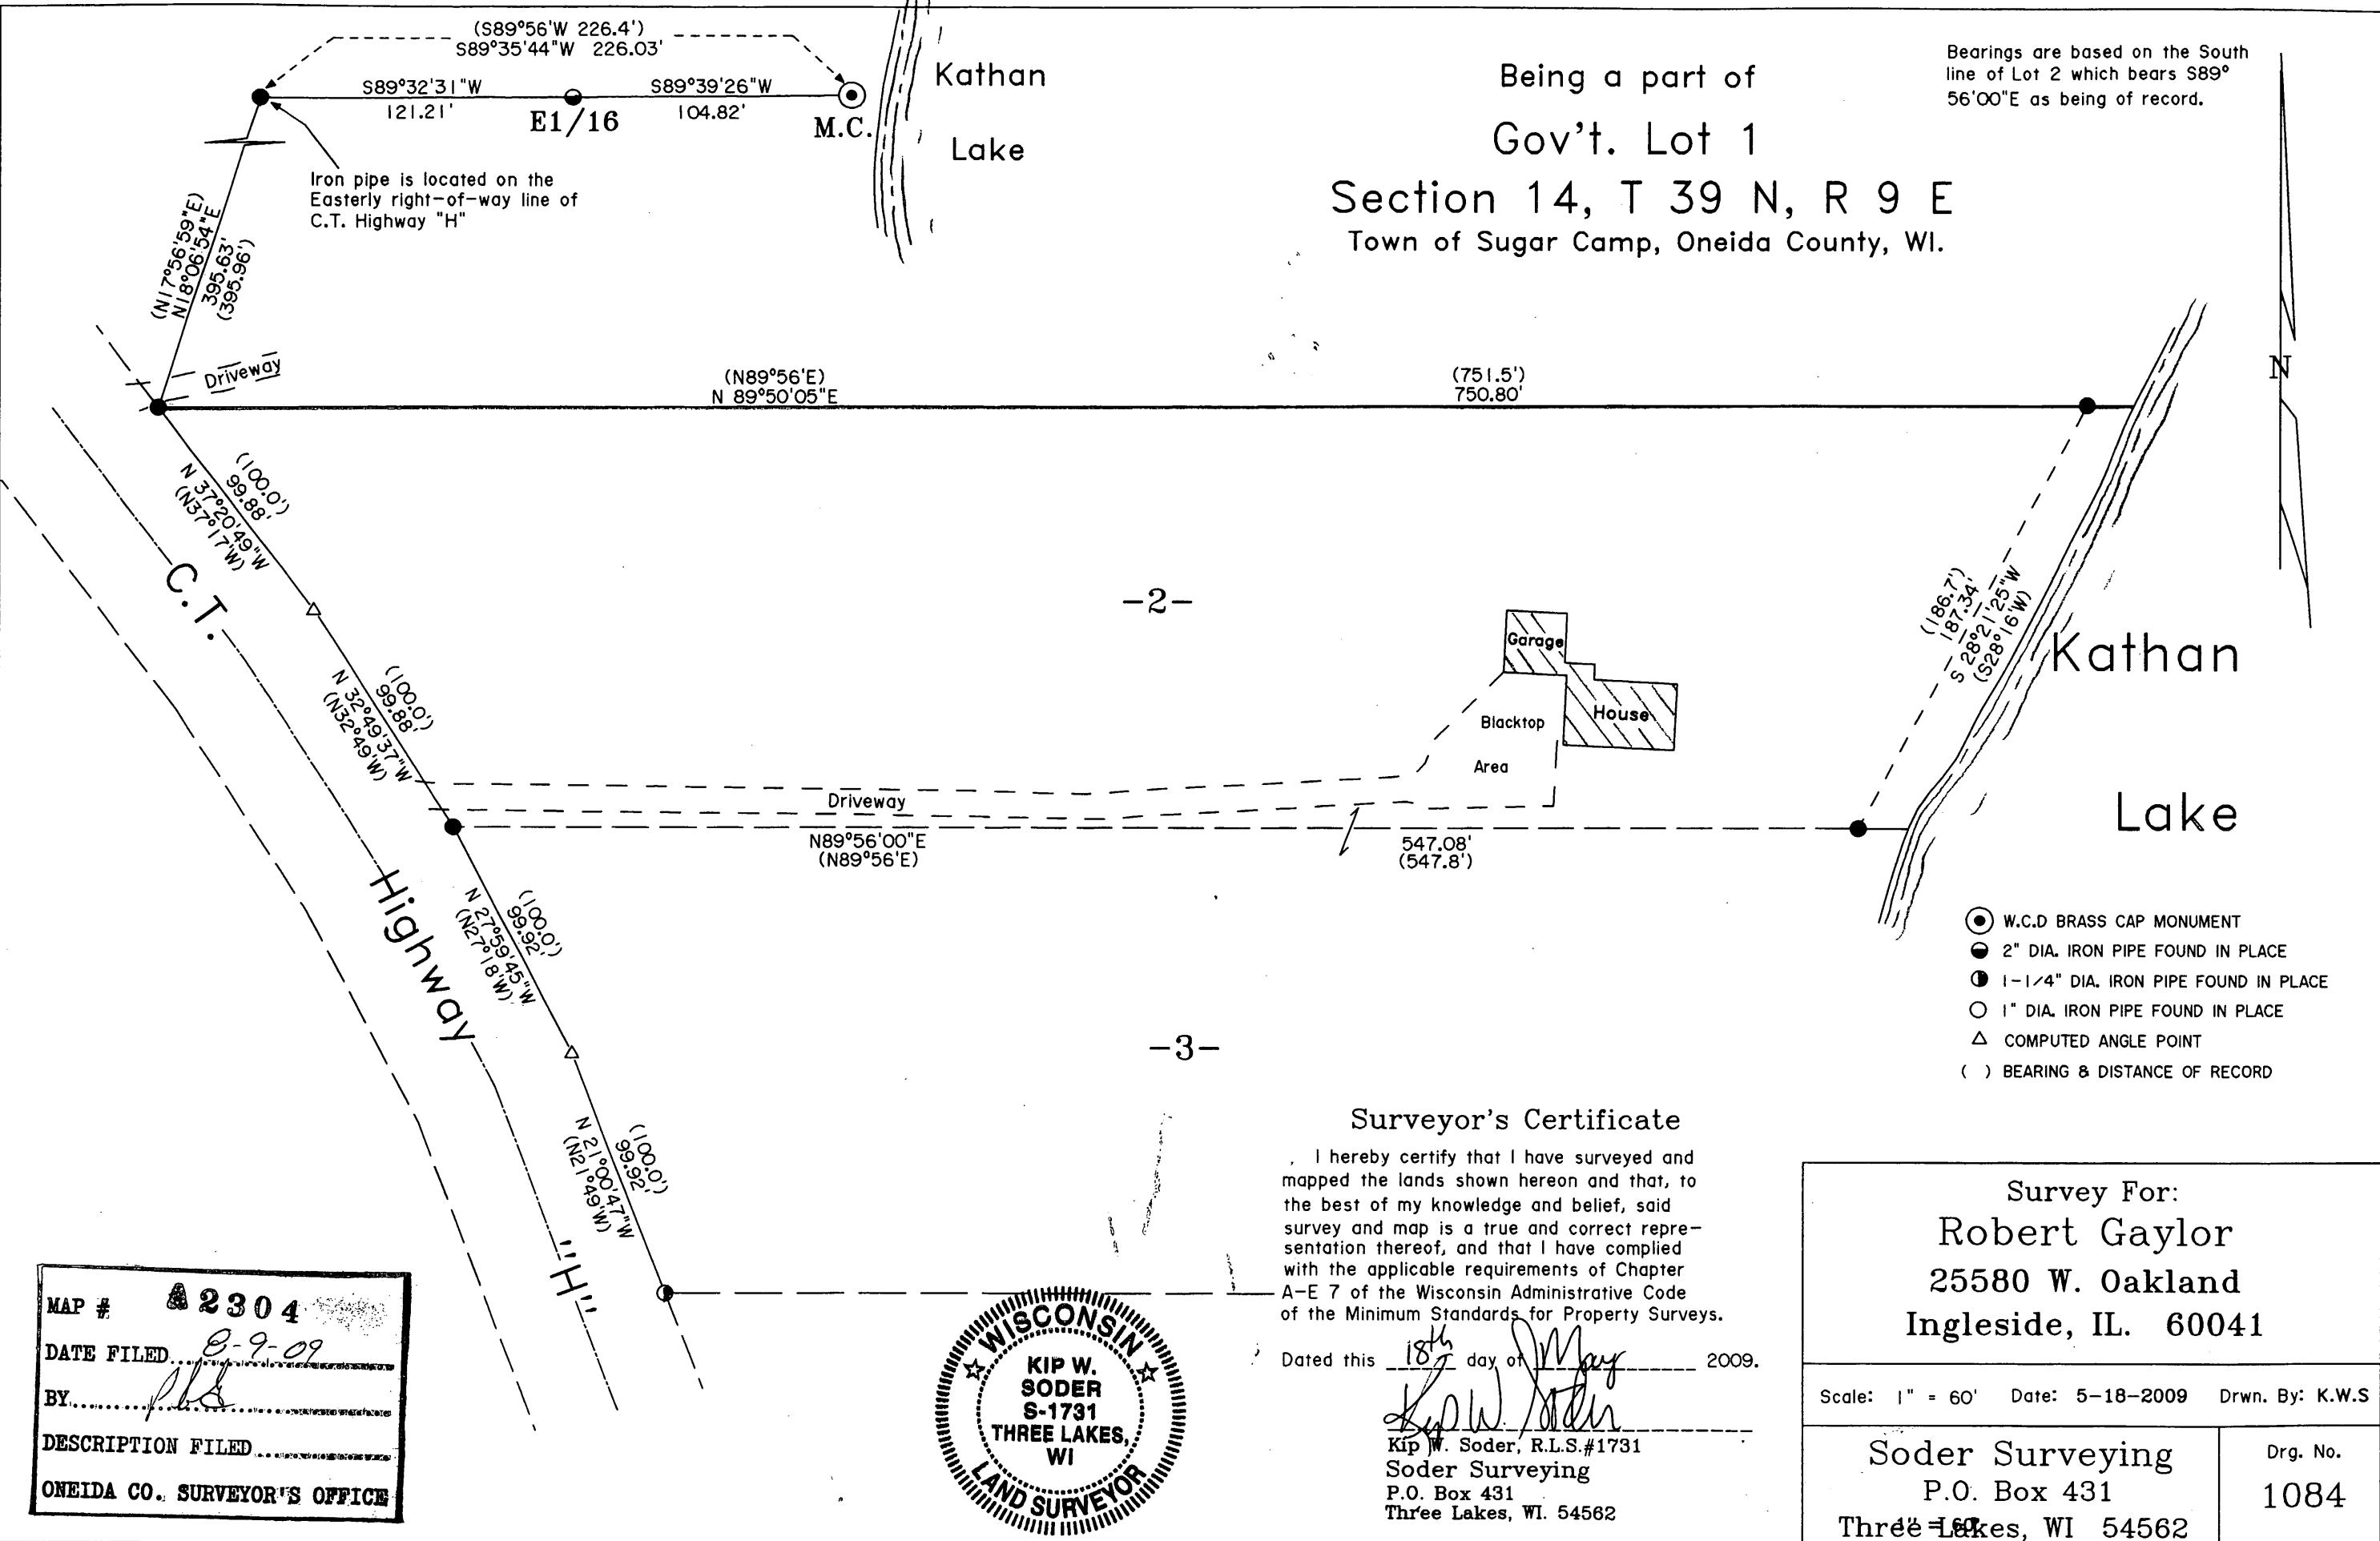 (S89°56'W 226.4')
S89°35'44"W 226.03'
S89°32'31"W
121.21'
E1/16
S89°39'26"W
104.82'
M.C.
Kathan
Lake
Iron pipe is located on the
Easterly right-of-way line of
C.T. Highway "H"
(N17°56'59"E)
N18°06'54"E
395.63'
(395.96')
Being a part of
Gov't. Lot 1
Section 14, T 39 N, R 9 E
Town of Sugar Camp, Oneida County, WI.
Bearings are based on the South
line of Lot 2 which bears S89°
56'00"E as being of record.
N
Driveway
(N89°56'E)
N 89°50'05"E
(751.5')
750.80'
(100.0')
99.88'
N 37°20'49"W
(N37°17'W)
C.T.
-2-
Garage
House
Blacktop
Area
(186.7')
187.34'
S 28°21'25"W
(S28°16'W)
Kathan
Lake
(100.0')
99.88'
N 32°49'37"W
(N32°49'W)
Driveway
N89°56'00"E
(N89°56'E)
547.08'
(547.8')
Highway
(100.0')
99.92'
N 27°59'45"W
(N27°18'W)
-3-
W.C.D BRASS CAP MONUMENT
2" DIA. IRON PIPE FOUND IN PLACE
1-1/4" DIA. IRON PIPE FOUND IN PLACE
1" DIA. IRON PIPE FOUND IN PLACE
COMPUTED ANGLE POINT
( ) BEARING & DISTANCE OF RECORD
(100.0')
99.92'
N 21°00'47"W
(N21°49'W)
"H"
Surveyor's Certificate
I hereby certify that I have surveyed and
mapped the lands shown hereon and that, to
the best of my knowledge and belief, said
survey and map is a true and correct repre-
sentation thereof, and that I have complied
with the applicable requirements of Chapter
A-E 7 of the Wisconsin Administrative Code
of the Minimum Standards for Property Surveys.
Dated this 18th day of May 2009.
Kip W. Soder
Kip W. Soder, R.L.S.#1731
Soder Surveying
P.O. Box 431
Three Lakes, WI. 54562
WISCONSIN
KIP W.
SODER
S-1731
THREE LAKES,
WI
LAND SURVEYOR
MAP # A2304
DATE FILED 8-9-09
BY
DESCRIPTION FILED
ONEIDA CO. SURVEYOR'S OFFICE
Survey For:
Robert Gaylor
25580 W. Oakland
Ingleside, IL. 60041
Scale: 1" = 60' Date: 5-18-2009 Drwn. By: K.W.S
Soder Surveying
P.O. Box 431
Three Lakes, WI 54562
Drg. No.
1084